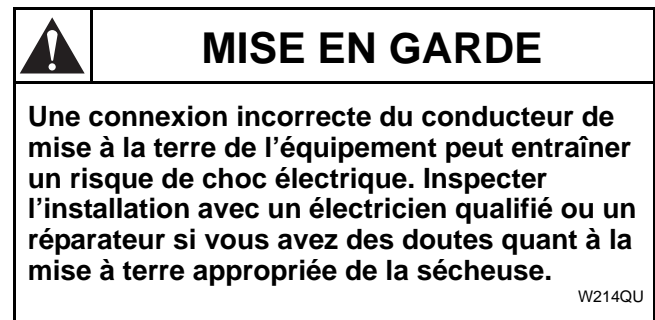 MISE EN GARDE
Une connexion incorrecte du conducteur de
mise à la terre de l’équipement peut entraîner
un risque de choc électrique. Inspecter
l’installation avec un électricien qualifié ou un
réparateur si vous avez des doutes quant à la
mise à terre appropriée de la sécheuse.
W214QU